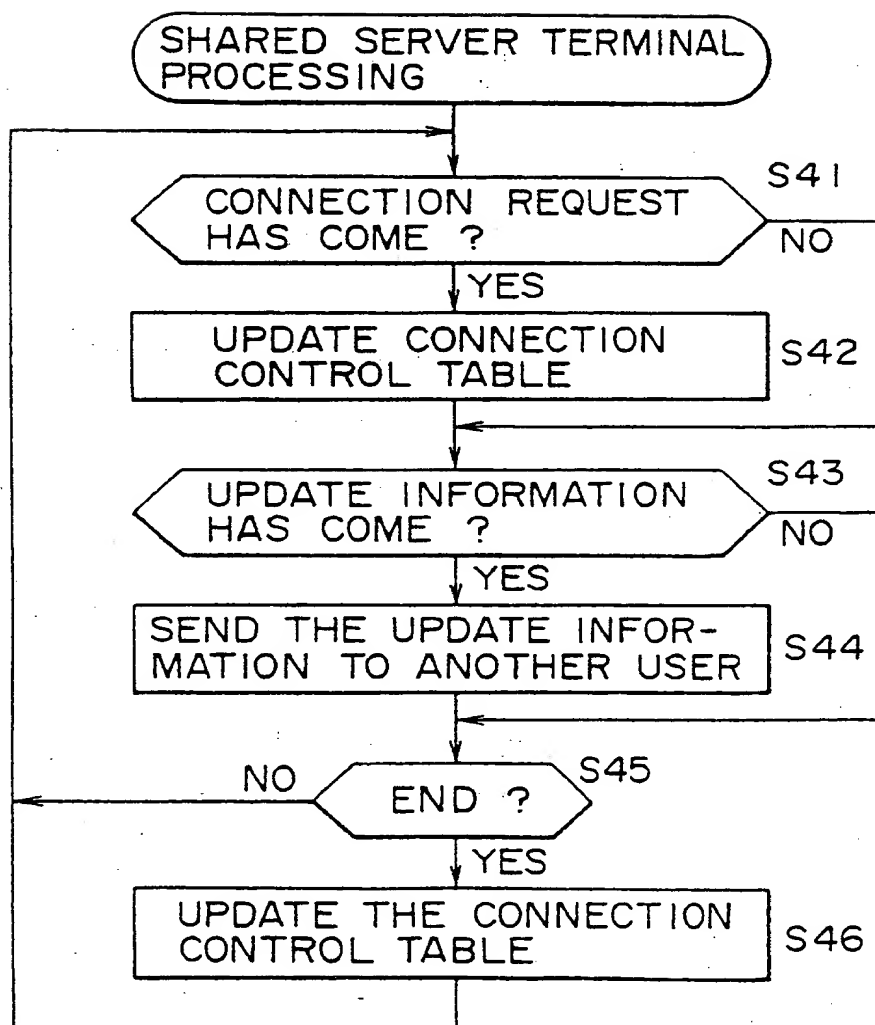 SHARED SERVER TERMINAL
PROCESSING
S41
CONNECTION REQUEST
HAS COME ?
NO
YES
UPDATE CONNECTION
CONTROL TABLE
S42
S43
UPDATE INFORMATION
HAS COME ?
NO
YES
SEND THE UPDATE INFOR-
MATION TO ANOTHER USER
S44
NO
S45
END ?
YES
UPDATE THE CONNECTION
CONTROL TABLE
S46